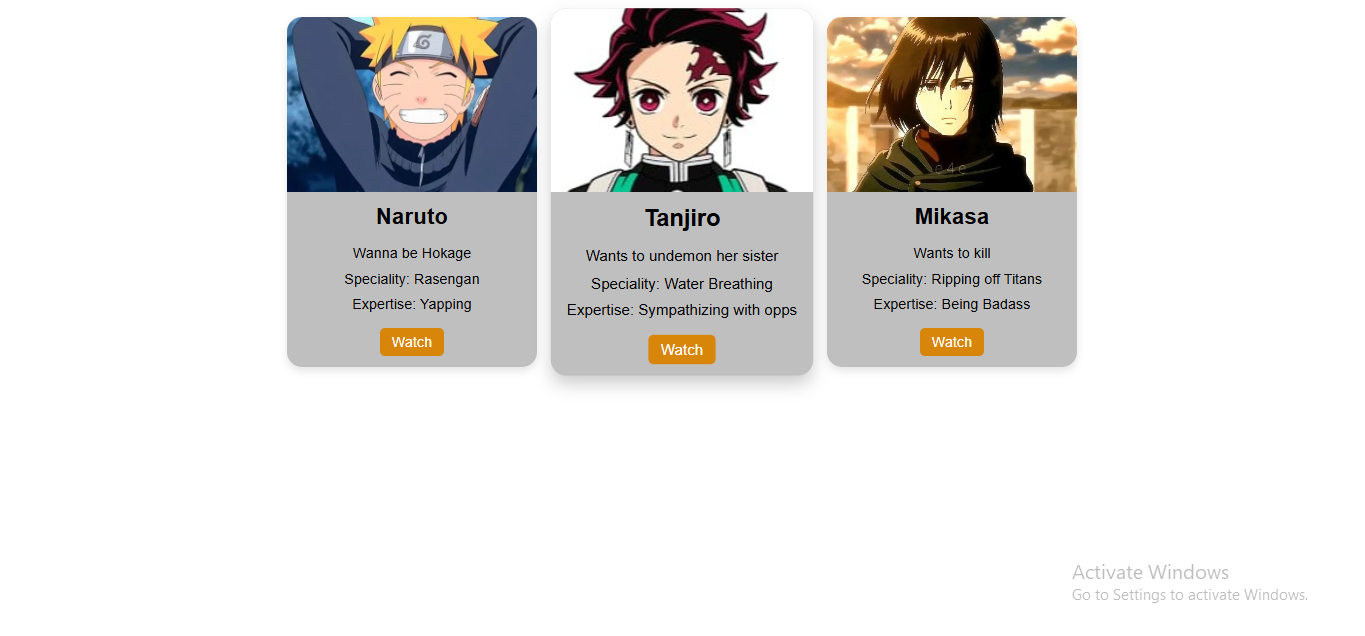 Naruto
Wanna be Hokage
Speciality: Rasengan
Expertise: Yapping
Watch
Tanjiro
Wants to undemon her sister
Speciality: Water Breathing
Expertise: Sympathizing with opps
Watch
c4c
Mikasa
Wants to kill
Speciality: Ripping off Titans
Expertise: Being Badass
Watch
Activate Windows
Go to Settings to activate Windows.